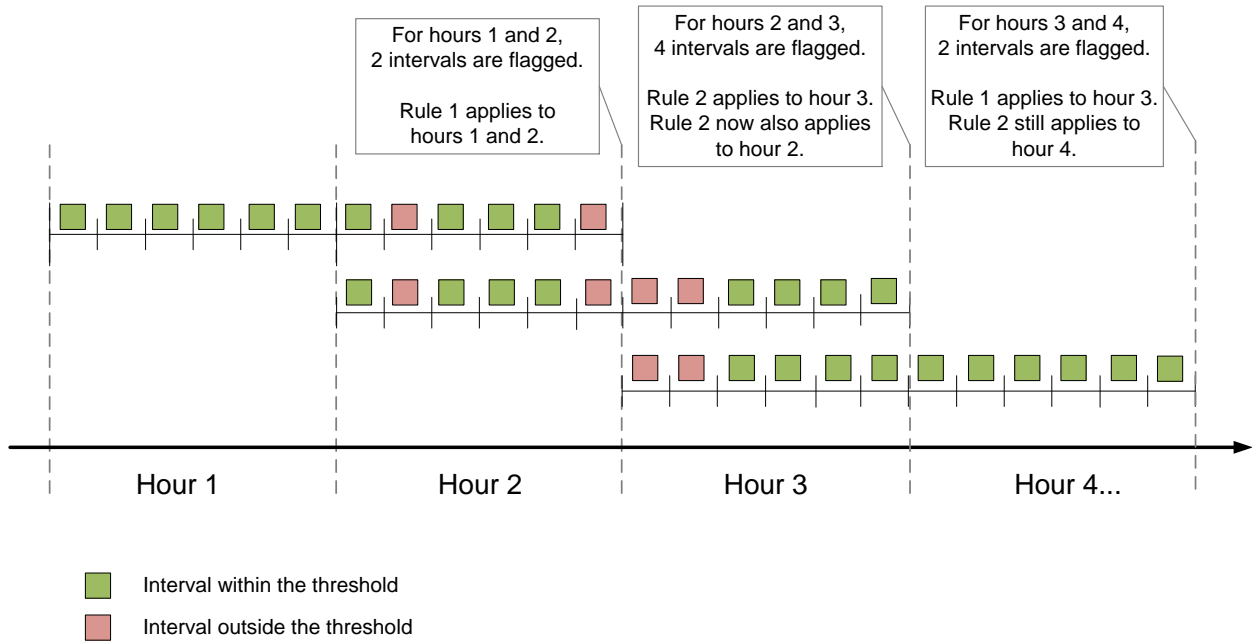 For hours 1 and 2,
2 intervals are flagged.
Rule 1 applies to
hours 1 and 2.
For hours 2 and 3,
4 intervals are flagged.
Rule 2 applies to hour 3.
Rule 2 now also applies
to hour 2.
For hours 3 and 4,
2 intervals are flagged.
Rule 1 applies to hour 3.
Rule 2 still applies to
hour 4.
Hour 1
Hour 2
Hour 3
Hour 4...
Interval within the threshold
Interval outside the threshold